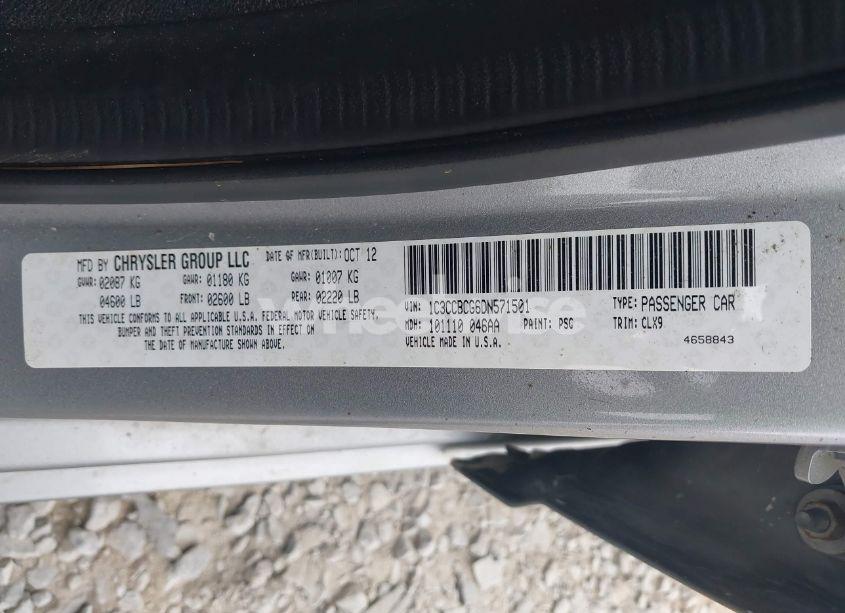 MFD BY CHRYSLER GROUP LLC DATE OF MFR(BUILT): OCT 12
GVWR: 02087 KG GAWR: 01180 KG GAWR: 01007 KG
04600 LB FRONT: 02600 LB REAR: 02220 LB
THIS VEHICLE CONFORMS TO ALL APPLICABLE U.S.A. FEDERAL MOTOR VEHICLE SAFETY,
BUMPER AND THEFT PREVENTION STANDARDS IN EFFECT ON
THE DATE OF MANUFACTURE SHOWN ABOVE.
VIN: 1C3CCBCG6DN571501 TYPE: PASSENGER CAR
MDH: 101110 046AA PAINT: PSG TRIM: CLX9
VEHICLE MADE IN U.S.A. 4658843